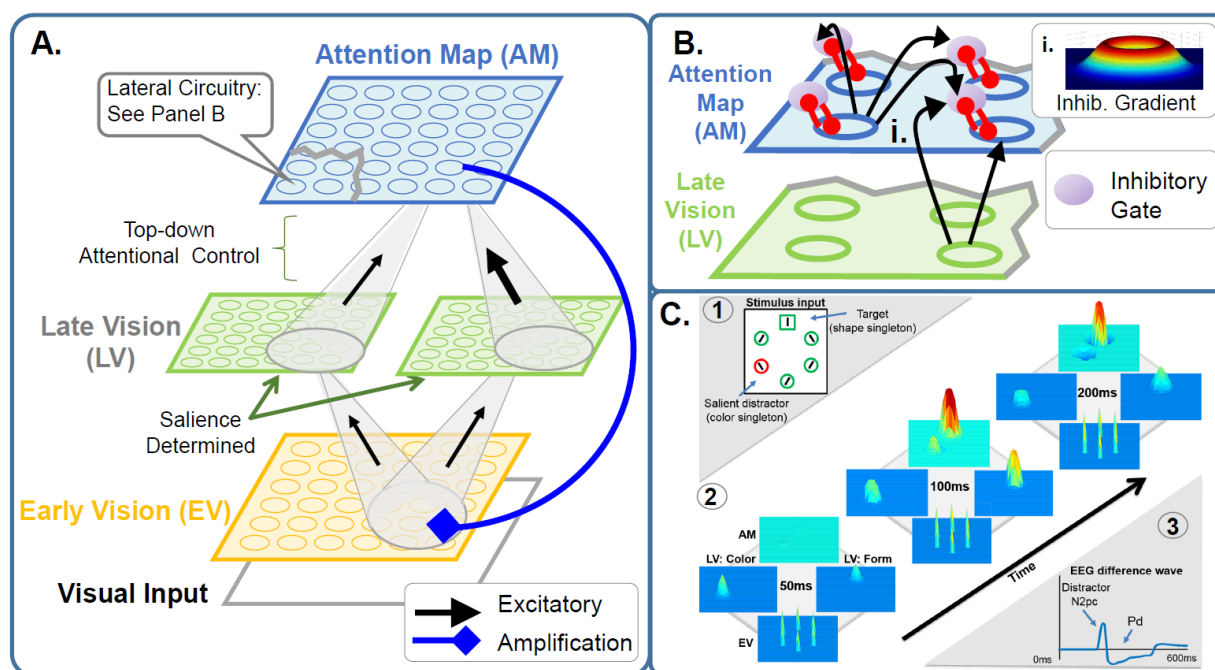 A.
Attention Map (AM)
Lateral Circuitry:
See Panel B
Top-down
Attentional Control
Late Vision
(LV)
Salience
Determined
Early Vision (EV)
Visual Input
Excitatory
Amplification
B.
Attention
Map
(AM)
i.
i.
Inhib. Gradient
Late
Vision
(LV)
Inhibitory
Gate
C.
1
Stimulus input
Target
(shape singleton)
Salient distractor
(color singleton)
2
AM
LV: Color
LV: Form
50ms
EV
100ms
200ms
Time
3
EEG difference wave
Distractor
N2pc
Pd
0ms
600ms